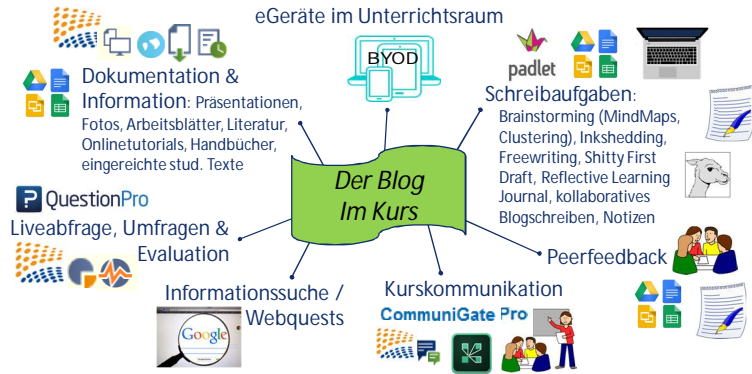 eGeräte im Unterrichtsraum
BYOD
Dokumentation &
Information: Präsentationen,
Fotos, Arbeitsblätter, Literatur,
Onlinetutorials, Handbücher,
eingereichte stud. Texte
padlet
Schreibaufgaben:
Brainstorming (MindMaps,
Clustering), Inkshedding,
Freewriting, Shitty First
Draft, Reflective Learning
Journal, kollaboratives
Blogschreiben, Notizen
Der Blog
Im Kurs
QuestionPro
Liveabfrage, Umfragen &
Evaluation
Peerfeedback
Informationssuche /
Webquests
Google
Kurskommunikation
CommuniGate Pro